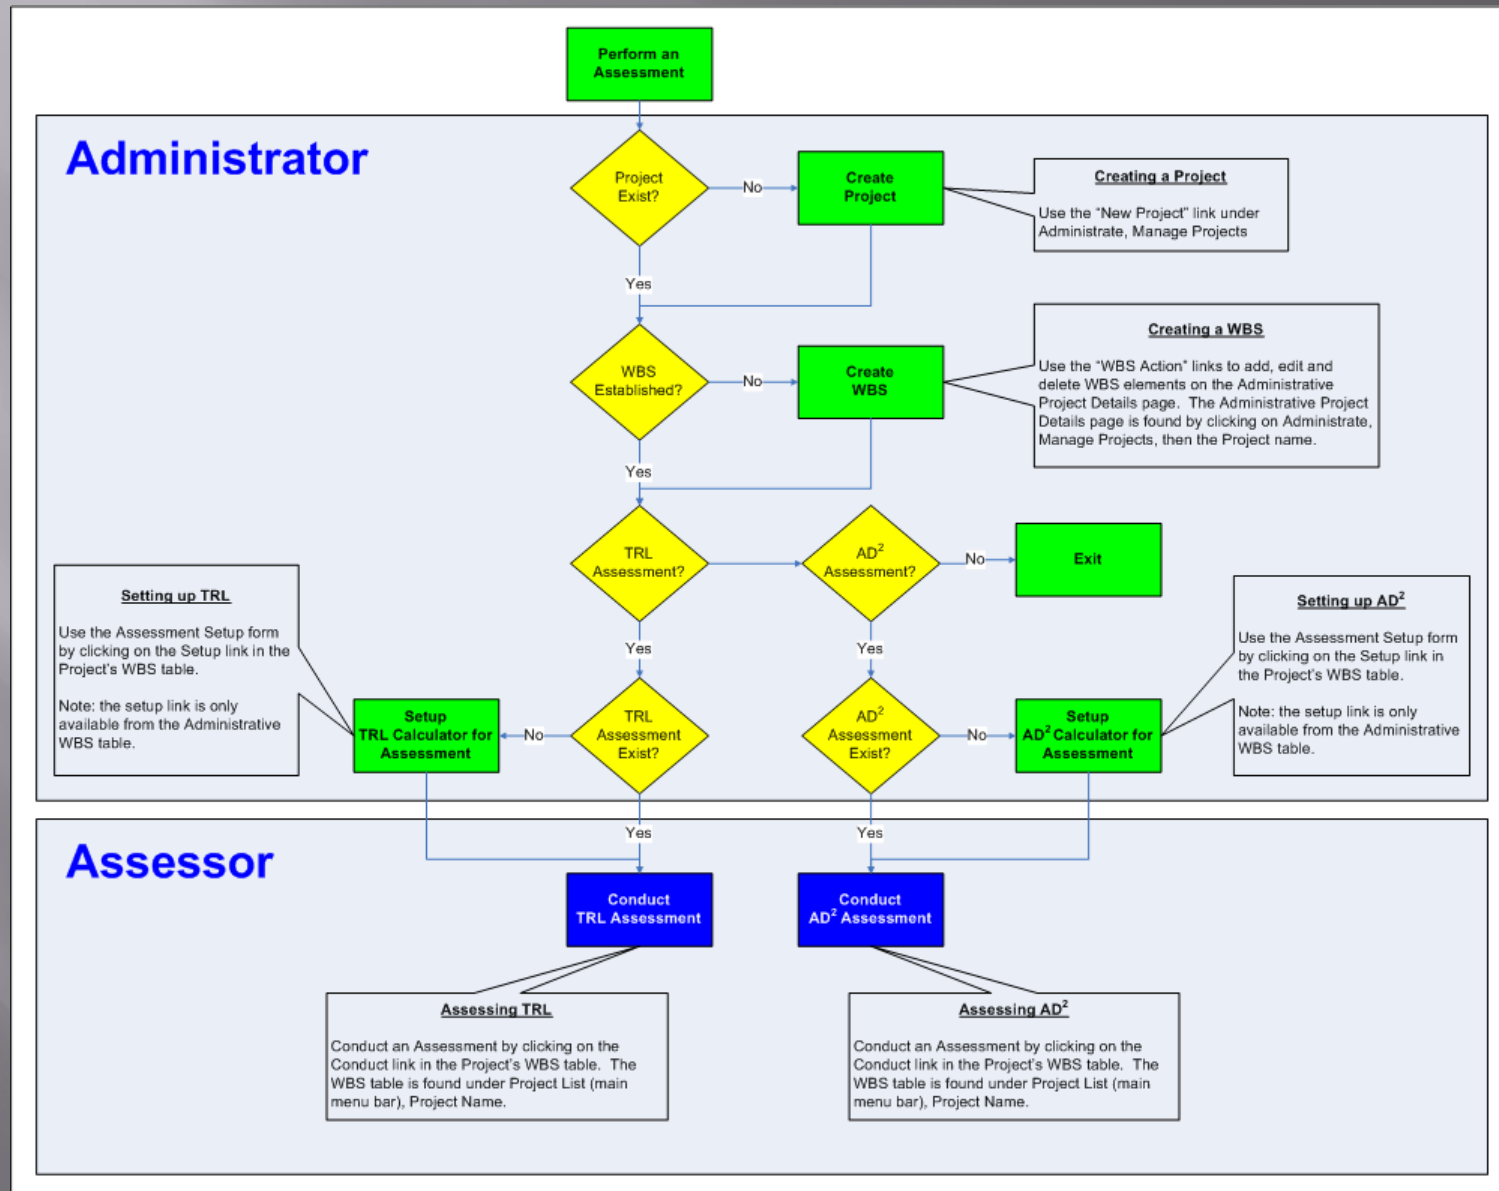 Perform an
Assessment
Administrator
Project
Exist?
No
Create
Project
Creating a Project
Use the “New Project” link under
Administrate, Manage Projects
Yes
WBS
Established?
No
Create
WBS
Creating a WBS
Use the “WBS Action” links to add, edit and
delete WBS elements on the Administrative
Project Details page.  The Administrative Project
Details page is found by clicking on Administrate,
Manage Projects, then the Project name.
Yes
TRL
Assessment?
AD²
Assessment?
No
Exit
Setting up TRL
Use the Assessment Setup form
by clicking on the Setup link in the
Project’s WBS table.
Note: the setup link is only
available from the Administrative
WBS table.
Setting up AD²
Use the Assessment Setup form
by clicking on the Setup link in
the Project’s WBS table.
Note: the setup link is only
available from the Administrative
WBS table.
Yes
Yes
Setup
TRL Calculator for
Assessment
No
TRL
Assessment
Exist?
AD²
Assessment
Exist?
No
Setup
AD² Calculator for
Assessment
Yes
Yes
Assessor
Conduct
TRL Assessment
Conduct
AD² Assessment
Assessing TRL
Conduct an Assessment by clicking on the
Conduct link in the Project’s WBS table.  The
WBS table is found under Project List (main
menu bar), Project Name.
Assessing AD²
Conduct an Assessment by clicking on the
Conduct link in the Project’s WBS table.  The
WBS table is found under Project List (main
menu bar), Project Name.